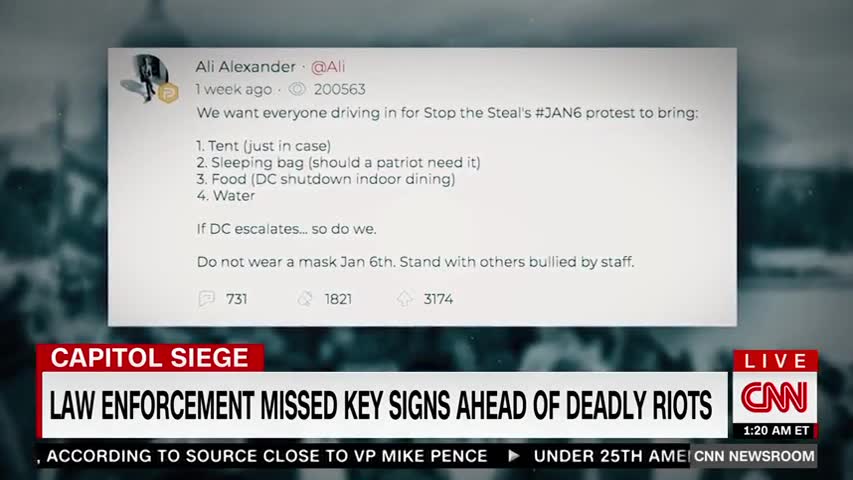 Ali Alexander · @Ali
1 week ago · 200563
We want everyone driving in for Stop the Steal's #JAN6 protest to bring:
1. Tent (just in case)
2. Sleeping bag (should a patriot need it)
3. Food (DC shutdown indoor dining)
4. Water
If DC escalates... so do we.
Do not wear a mask Jan 6th. Stand with others bullied by staff.
731 1821 3174
CAPITOL SIEGE
LAW ENFORCEMENT MISSED KEY SIGNS AHEAD OF DEADLY RIOTS
LIVE
CNN
1:20 AM ET
, ACCORDING TO SOURCE CLOSE TO VP MIKE PENCE ▶ UNDER 25TH AME
CNN NEWSROOM